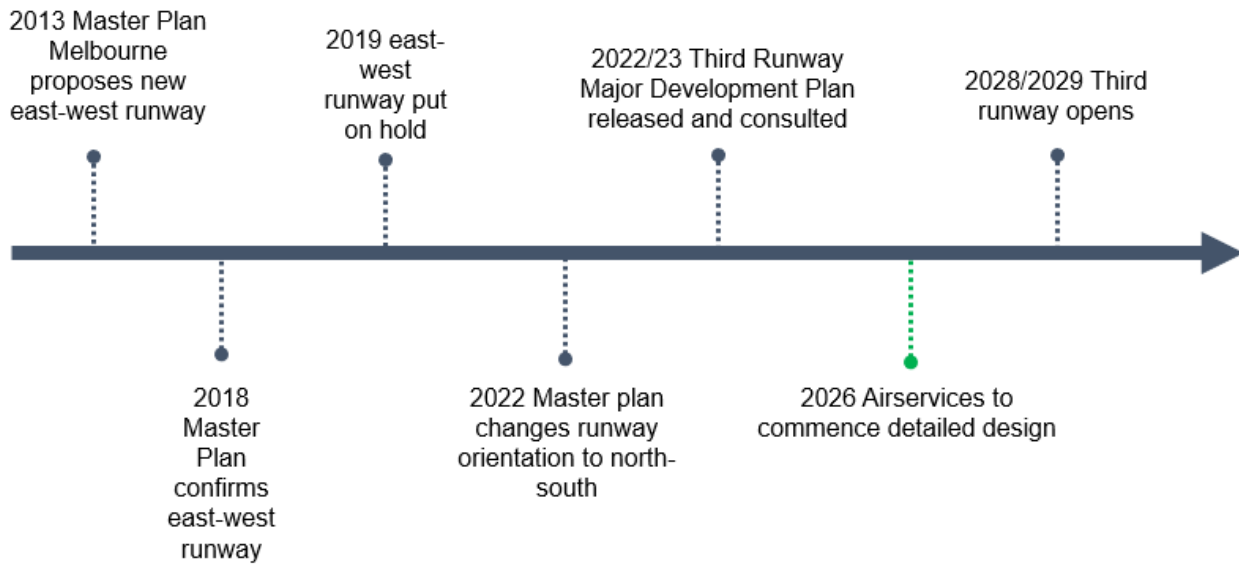 2013 Master Plan
Melbourne
proposes new
east-west runway
2018
Master
Plan
confirms
east-west
runway
2019 east-
west
runway put
on hold
2022 Master plan
changes runway
orientation to north-
south
2022/23 Third Runway
Major Development Plan
released and consulted
2026 Airservices to
commence detailed design
2028/2029 Third
runway opens